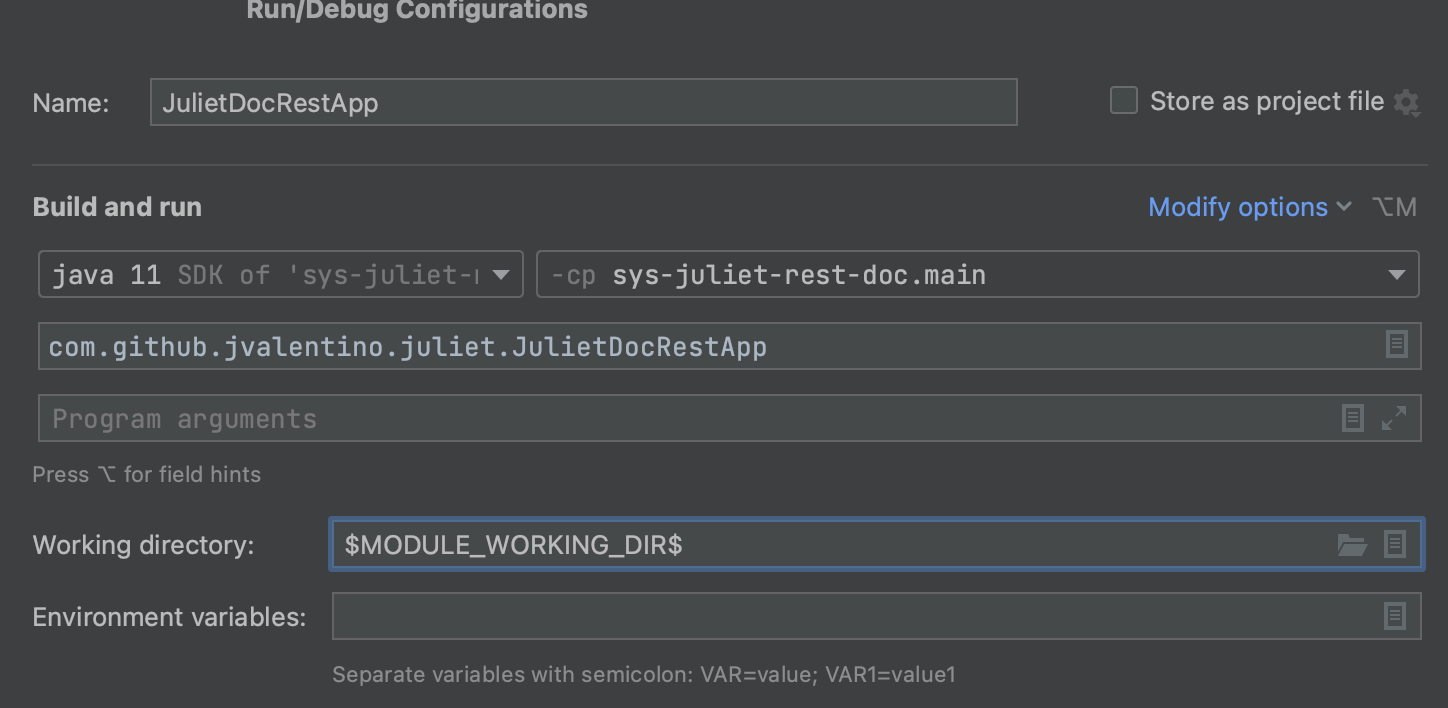 Run/Debug Configurations
Name: JulietDocRestApp Store as project file
Build and run Modify options ⌥M
java 11 SDK of 'sys-juliet- -cp sys-juliet-rest-doc.main
com.github.jvalentino.juliet.JulietDocRestApp
Program arguments
Press ⌥ for field hints
Working directory: $MODULE_WORKING_DIR$
Environment variables:
Separate variables with semicolon: VAR=value; VAR1=value1